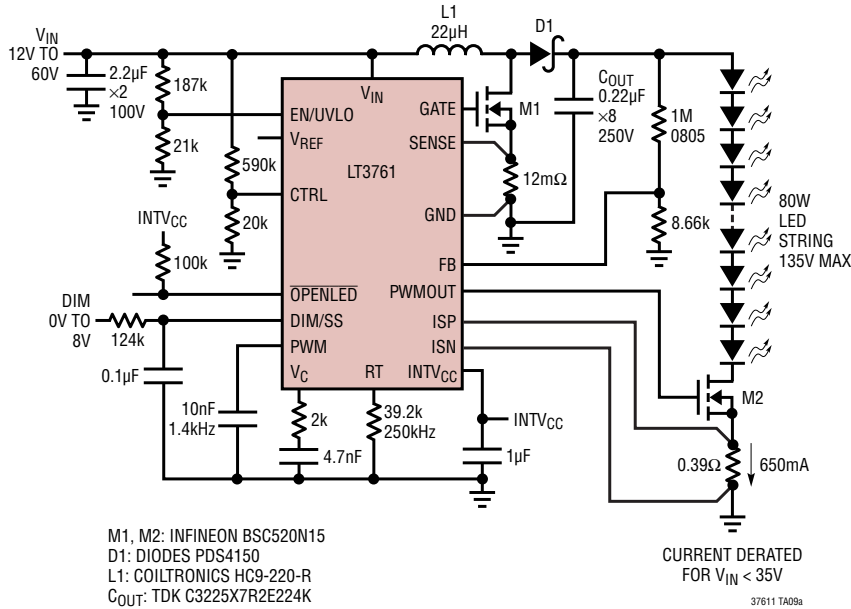 L1
22µH
D1
VIN
12V TO
60V
2.2µF
×2
100V
187k
21k
590k
20k
INTVCC
100k
DIM
0V TO
8V
124k
0.1µF
10nF
1.4kHz
2k
4.7nF
39.2k
250kHz
1µF
INTVCC
VIN
EN/UVLO
VREF
CTRL
OPENLED
DIM/SS
PWM
VC
RT
INTVCC
LT3761
GATE
SENSE
GND
FB
PWMOUT
ISP
ISN
M1
12mΩ
COUT
0.22µF
×8
250V
1M
0805
8.66k
80W
LED
STRING
135V MAX
M2
0.39Ω
650mA
M1, M2: INFINEON BSC520N15
D1: DIODES PDS4150
L1: COILTRONICS HC9-220-R
COUT: TDK C3225X7R2E224K
CURRENT DERATED
FOR VIN < 35V
37611 TA09a